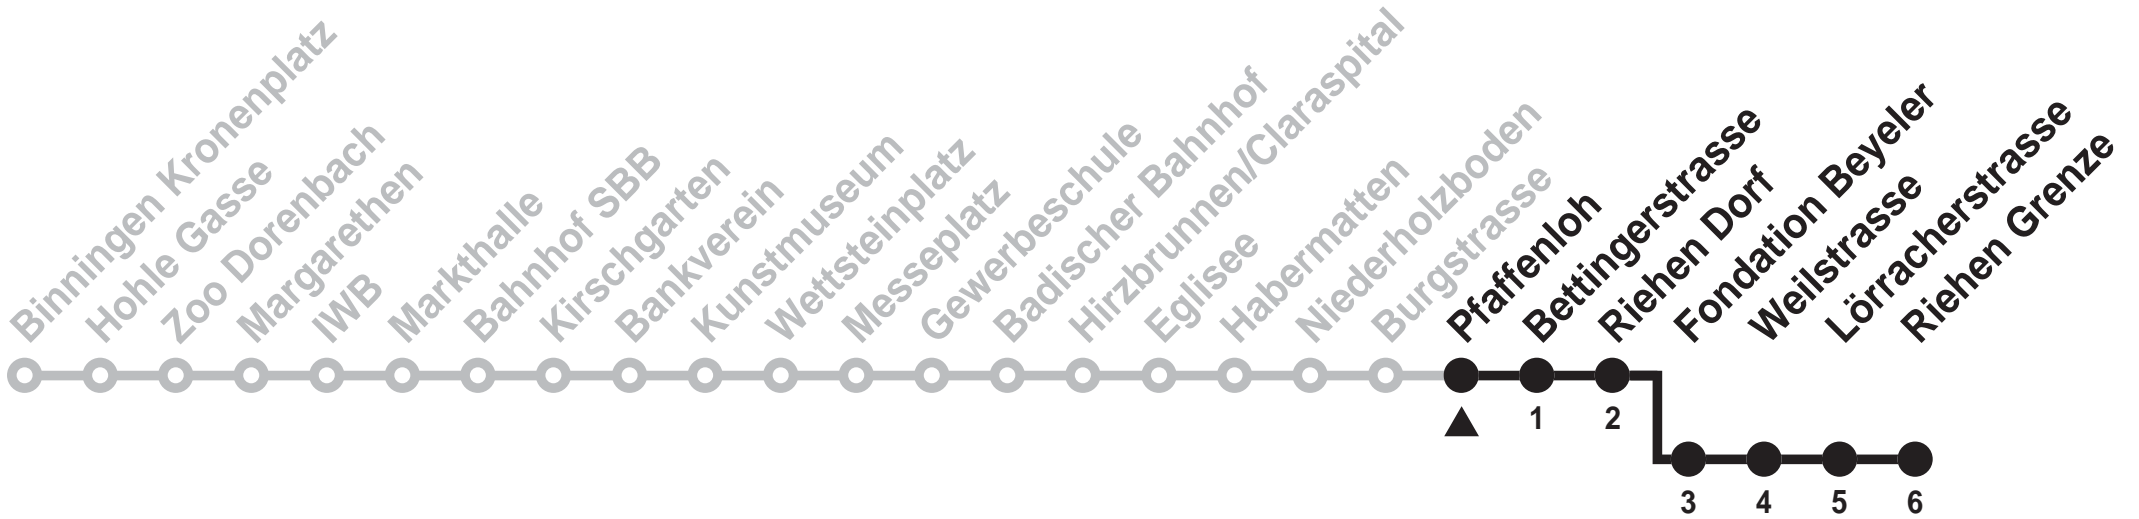 Binningen Kronenplatz
Hohle Gasse
Zoo Dorenbach
Margarethen
IWB
Markthalle
Bahnhof SBB
Kirschgarten
Bankverein
Kunstmuseum
Wettsteinplatz
Messeplatz
Gewerbeschule
Badischer Bahnhof
Hirzbrunnen/Claraspital
Eglisee
Habermatten
Niederholzboden
Burgstrasse
Pfaffenloh
Bettingerstrasse
Riehen Dorf
Fondation Beyeler
Weilstrasse
Lörracherstrasse
Riehen Grenze
1
2
3
4
5
6